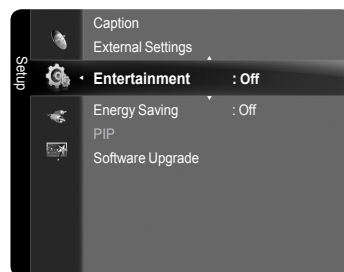 Setup
Caption
External Settings
Entertainment : Off
Energy Saving : Off
PIP
Software Upgrade